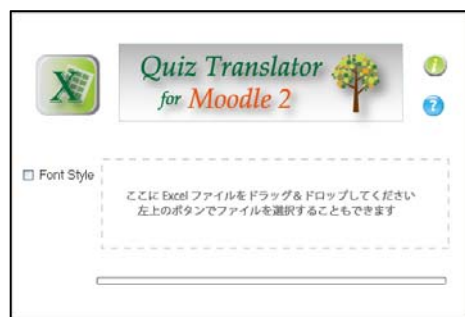 Quiz Translator
for Moodle 2
Font Style
ここに Excel ファイルをドラッグ＆ドロップしてください
左上のボタンでファイルを選択することもできます